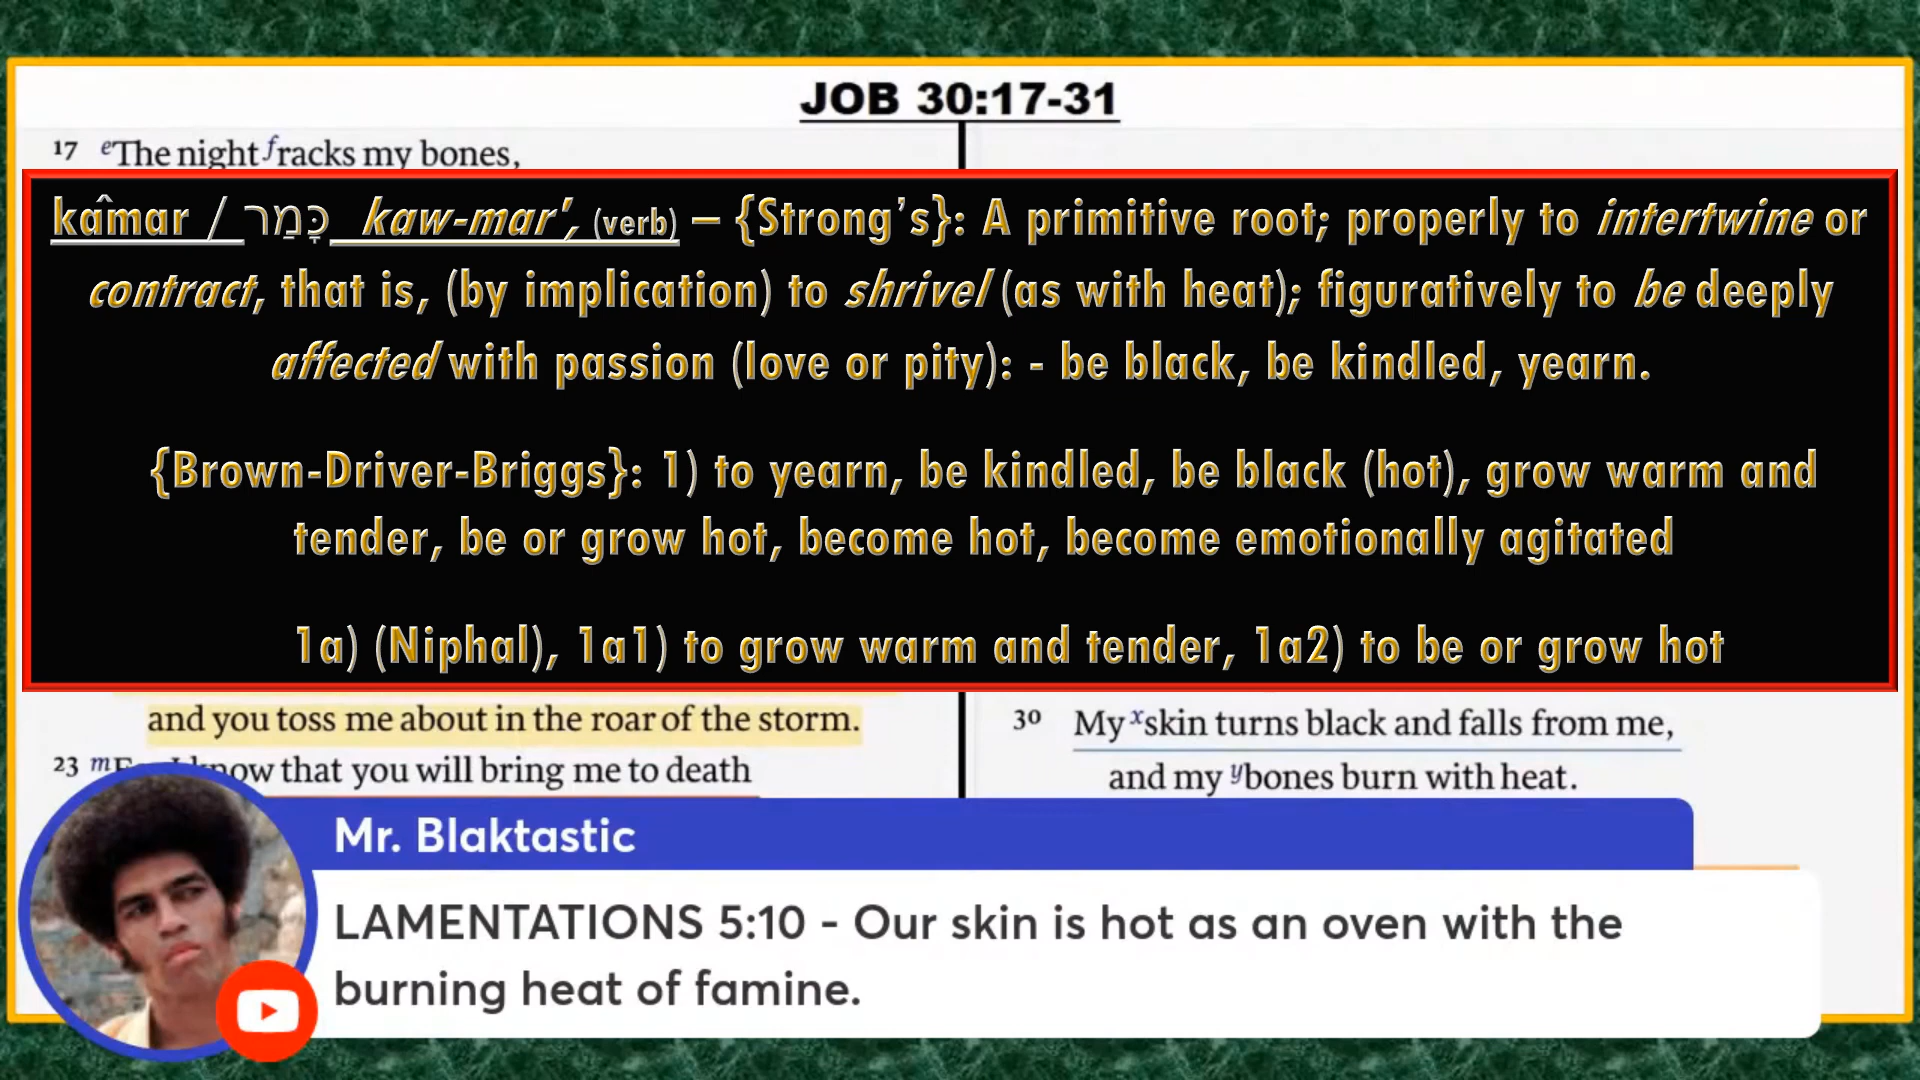 JOB 30:17-31
17 eThe night fracks my bones,
kâmar / כָּמַר kaw-mar', (verb) – {Strong's}: A primitive root; properly to intertwine or
contract, that is, (by implication) to shrivel (as with heat); figuratively to be deeply
affected with passion (love or pity): - be black, be kindled, yearn.
{Brown-Driver-Briggs}: 1) to yearn, be kindled, be black (hot), grow warm and
tender, be or grow hot, become hot, become emotionally agitated
1a) (Niphal), 1a1) to grow warm and tender, 1a2) to be or grow hot
and you toss me about in the roar of the storm.
23 m I know that you will bring me to death
30 My xskin turns black and falls from me,
and my ybones burn with heat.
Mr. Blaktastic
LAMENTATIONS 5:10 - Our skin is hot as an oven with the
burning heat of famine.